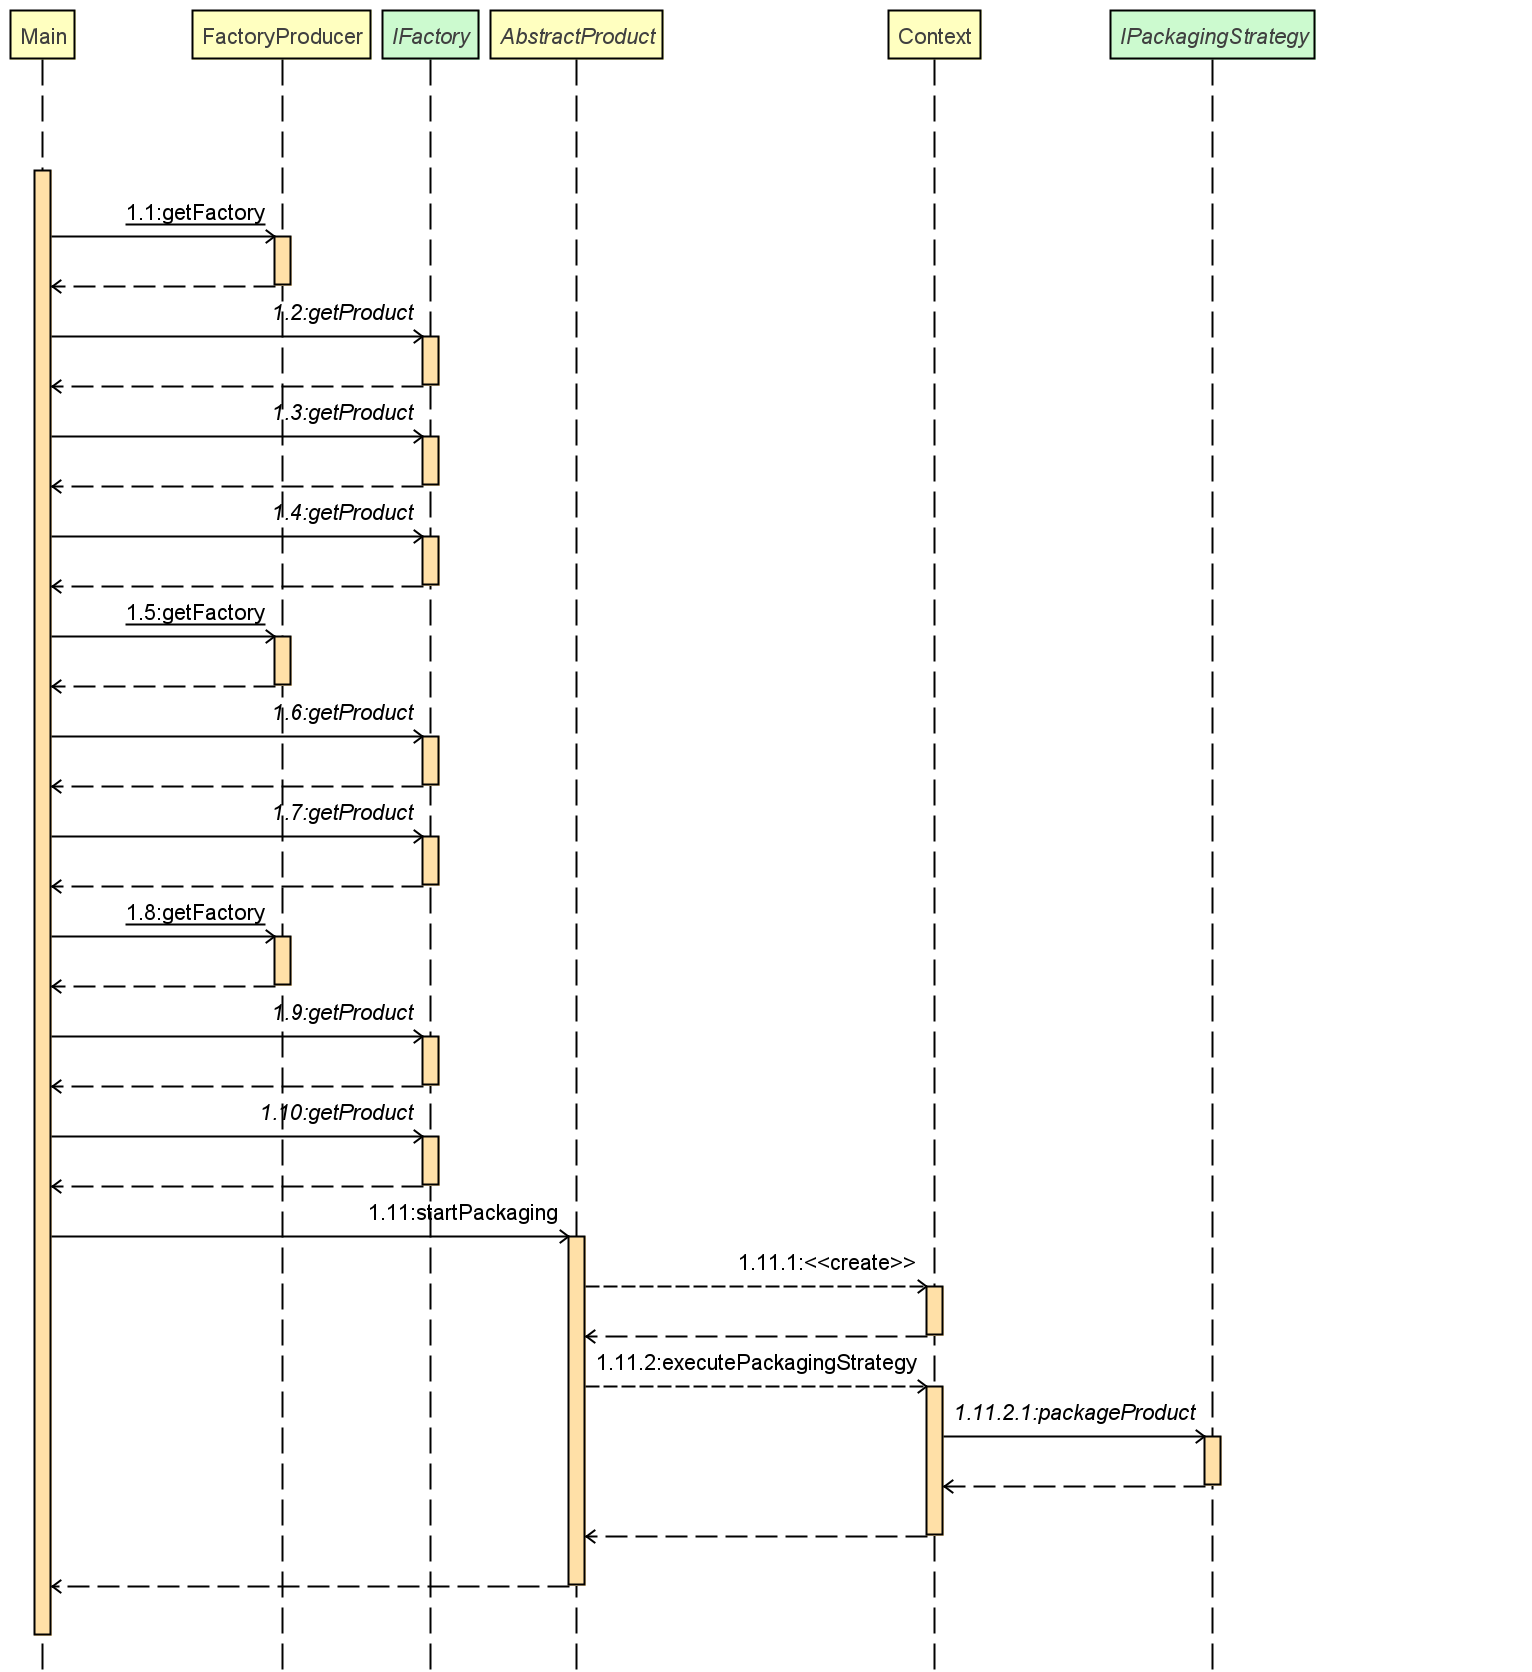 Main FactoryProducer IFactory AbstractProduct Context IPackagingStrategy
1.1:getFactory
1.2:getProduct
1.3:getProduct
1.4:getProduct
1.5:getFactory
1.6:getProduct
1.7:getProduct
1.8:getFactory
1.9:getProduct
1.10:getProduct
1.11:startPackaging
1.11.1:<<create>>
1.11.2:executePackagingStrategy
1.11.2.1:packageProduct